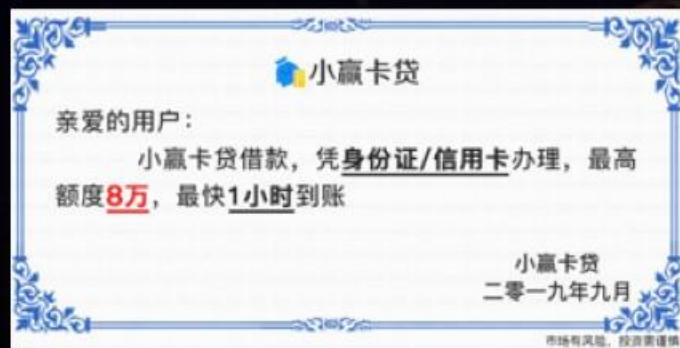 小赢卡贷
亲爱的用户：
小赢卡贷借款，凭身份证/信用卡办理，最高
额度8万，最快1小时到账
小赢卡贷
二零一九年九月
市场有风险，投资需谨慎